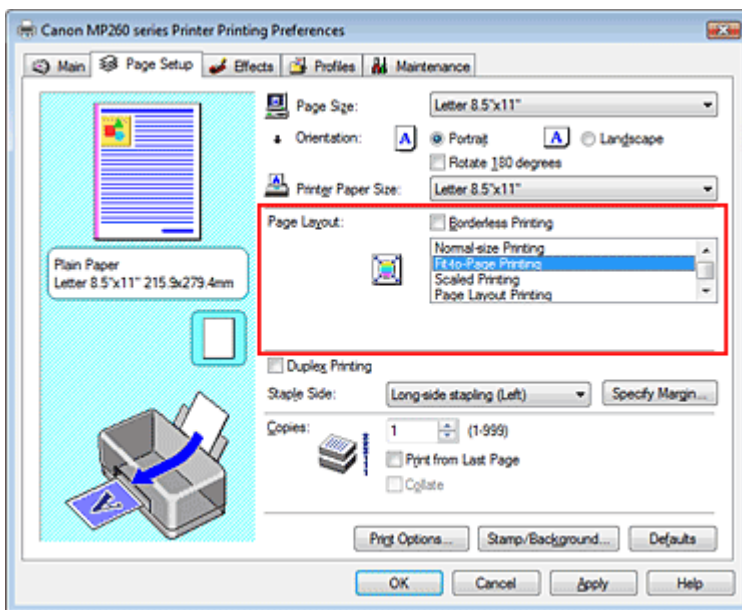 Canon MP260 series Printer Printing Preferences
Main Page Setup Effects Profiles Maintenance
Page Size: Letter 8.5"x11"
Orientation: A Portrait A Landscape
Rotate 180 degrees
Printer Paper Size: Letter 8.5"x11"
Page Layout: Borderless Printing
Normal-size Printing
Fit-to-Page Printing
Scaled Printing
Page Layout Printing
Plain Paper
Letter 8.5"x11" 215.9x279.4mm
Duplex Printing
Staple Side: Long-side stapling (Left) Specify Margin...
Copies: 1 (1-999)
Print from Last Page
Collate
Print Options... Stamp/Background... Defaults
OK Cancel Apply Help